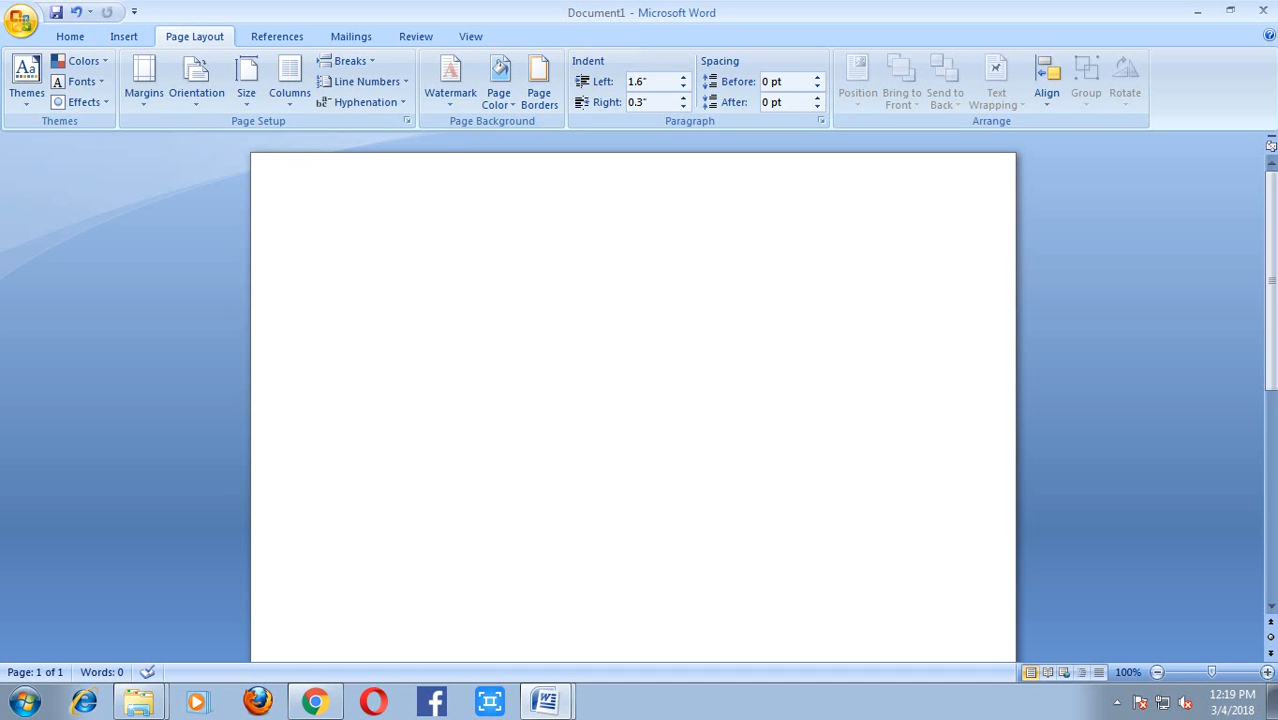 Document1 - Microsoft Word
Home Insert Page Layout References Mailings Review View
Themes
Colors
Fonts
Effects
Themes
Margins
Orientation
Size
Columns
Breaks
Line Numbers
Hyphenation
Page Setup
Watermark
Page
Color
Page
Borders
Page Background
Indent
Left: 1.6"
Right: 0.3"
Spacing
Before: 0 pt
After: 0 pt
Paragraph
Position
Bring to
Front
Send to
Back
Text
Wrapping
Align
Group
Rotate
Arrange
Page: 1 of 1 Words: 0 100%
12:19 PM
3/4/2018